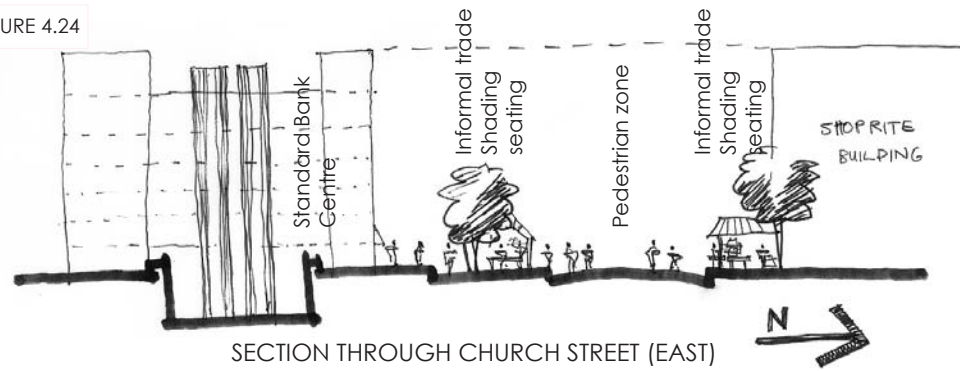 URE 4.24
Standard Bank
Centre
Informal trade
Shading
seating
Pedestrian zone
Informal trade
Shading
seating
SHOPRITE
BUILDING
N
SECTION THROUGH CHURCH STREET (EAST)